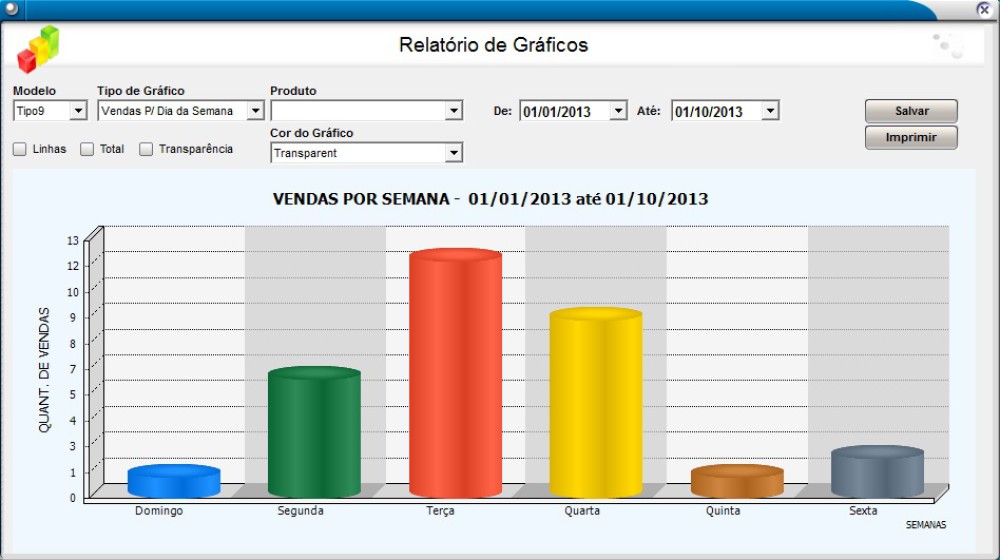 Relatório de Gráficos
Modelo Tipo de Gráfico Produto
Tipo9 Vendas P/ Dia da Semana De: 01/01/2013 Até: 01/10/2013 Salvar
Cor do Gráfico Imprimir
Linhas Total Transparência Transparent
VENDAS POR SEMANA - 01/01/2013 até 01/10/2013
QUANT. DE VENDAS
13
12
10
9
8
7
5
4
3
1
0
Domingo Segunda Terça Quarta Quinta Sexta
SEMANAS